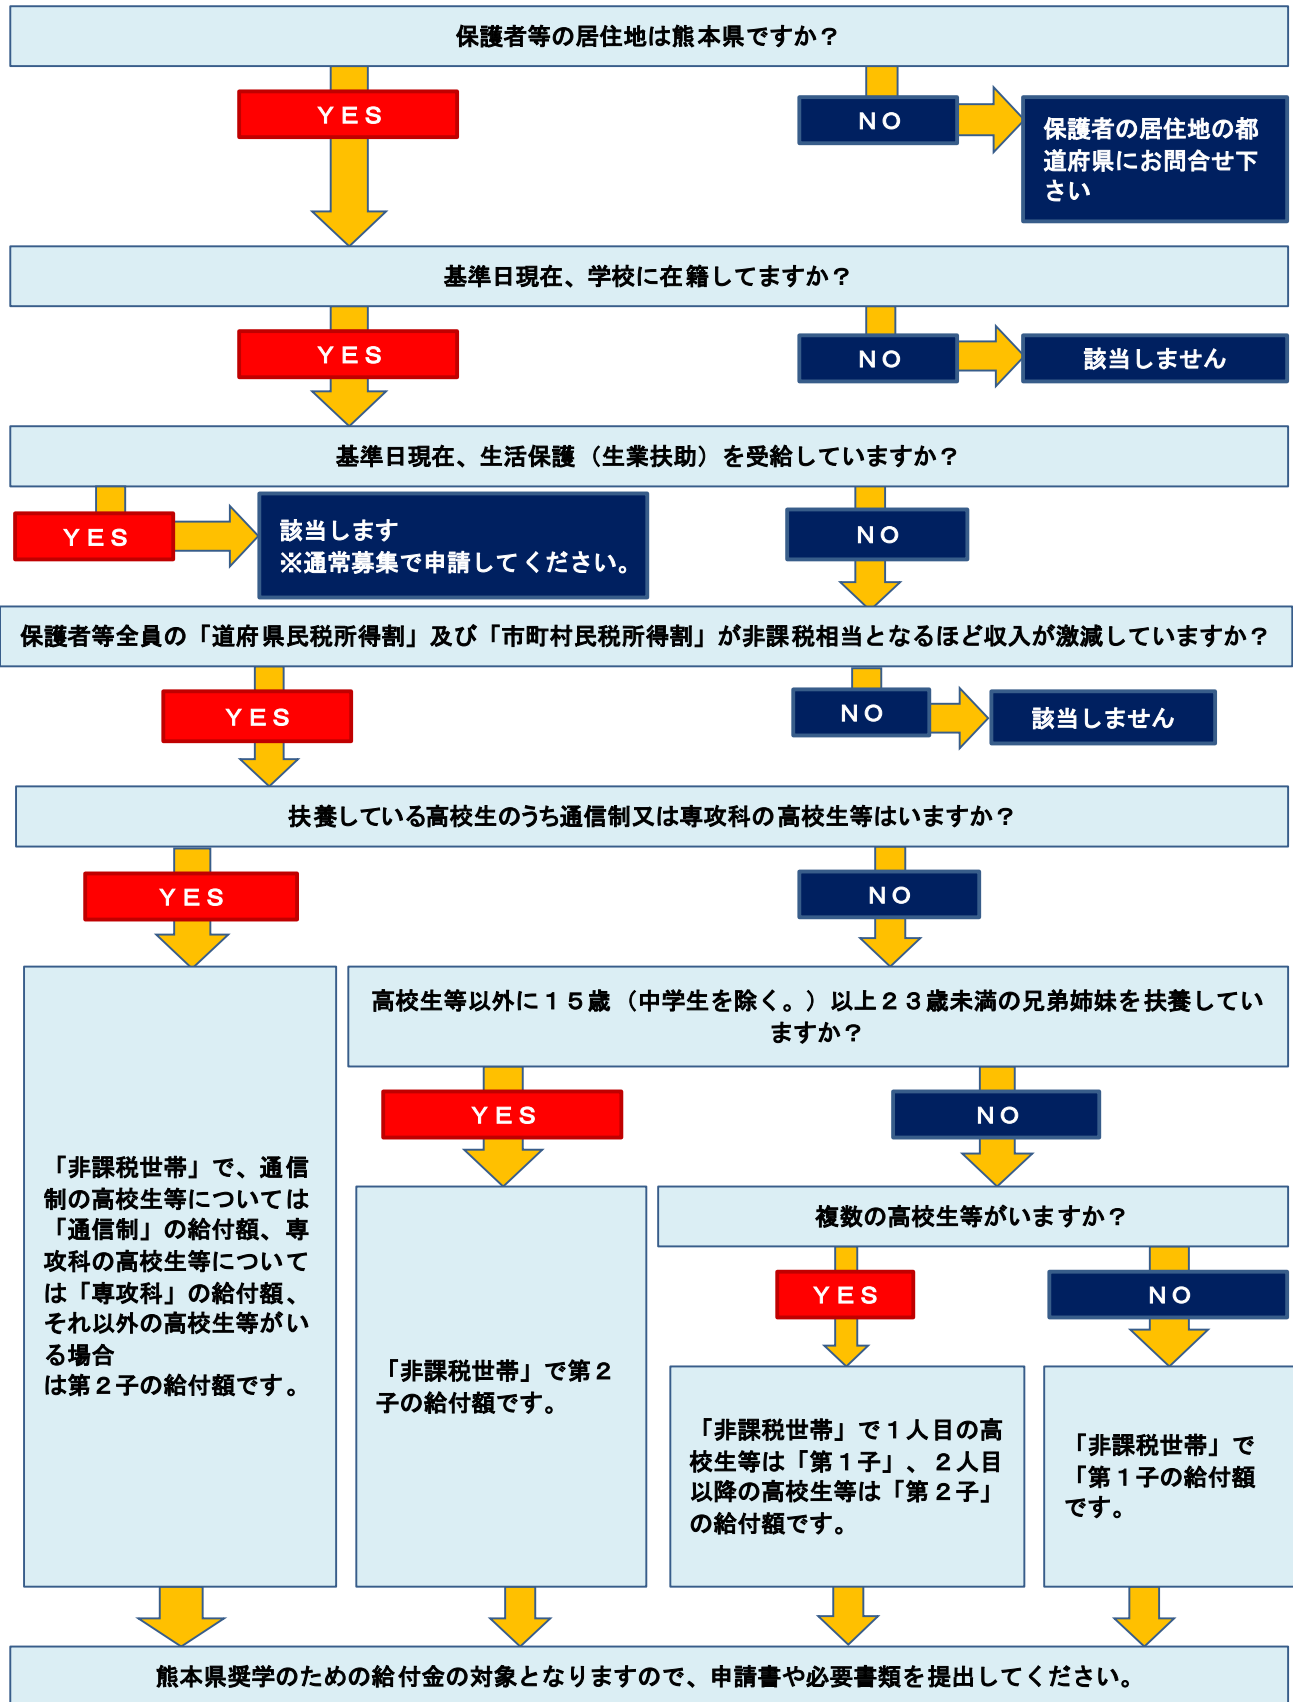 保護者等の居住地は熊本県ですか？
ＹＥＳ
ＮＯ
保護者の居住地の都
道府県にお問合せ下
さい
基準日現在、学校に在籍してますか？
ＹＥＳ
ＮＯ
該当しません
基準日現在、生活保護（生業扶助）を受給していますか？
ＹＥＳ
該当します
※通常募集で申請してください。
ＮＯ
保護者等全員の「道府県民税所得割」及び「市町村民税所得割」が非課税相当となるほど収入が激減していますか？
ＹＥＳ
ＮＯ
該当しません
扶養している高校生のうち通信制又は専攻科の高校生等はいますか？
ＹＥＳ
ＮＯ
「非課税世帯」で、通信
制の高校生等については
「通信制」の給付額、専
攻科の高校生等について
は「専攻科」の給付額、
それ以外の高校生等がい
る場合
は第２子の給付額です。
高校生等以外に１５歳（中学生を除く。）以上２３歳未満の兄弟姉妹を扶養してい
ますか？
ＹＥＳ
ＮＯ
「非課税世帯」で第２
子の給付額です。
複数の高校生等がいますか？
ＹＥＳ
ＮＯ
「非課税世帯」で１人目の高
校生等は「第１子」、２人目
以降の高校生等は「第２子」
の給付額です。
「非課税世帯」で
「第１子の給付額
です。
熊本県奨学のための給付金の対象となりますので、申請書や必要書類を提出してください。